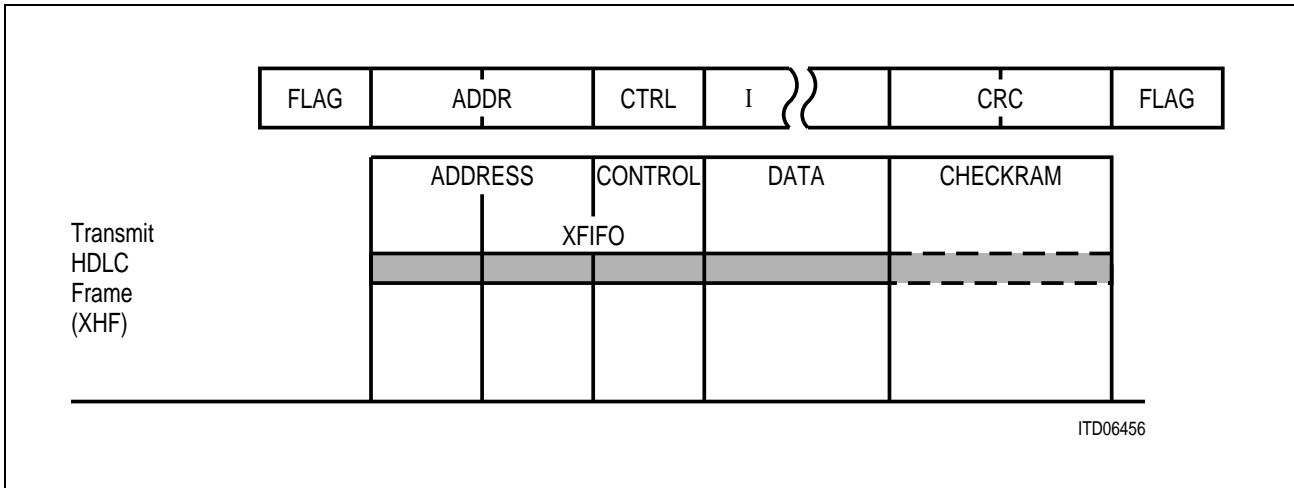 FLAG ADDR CTRL I CRC FLAG
ADDRESS CONTROL DATA CHECKRAM
XFIFO
Transmit
HDLC
Frame
(XHF)
ITD06456